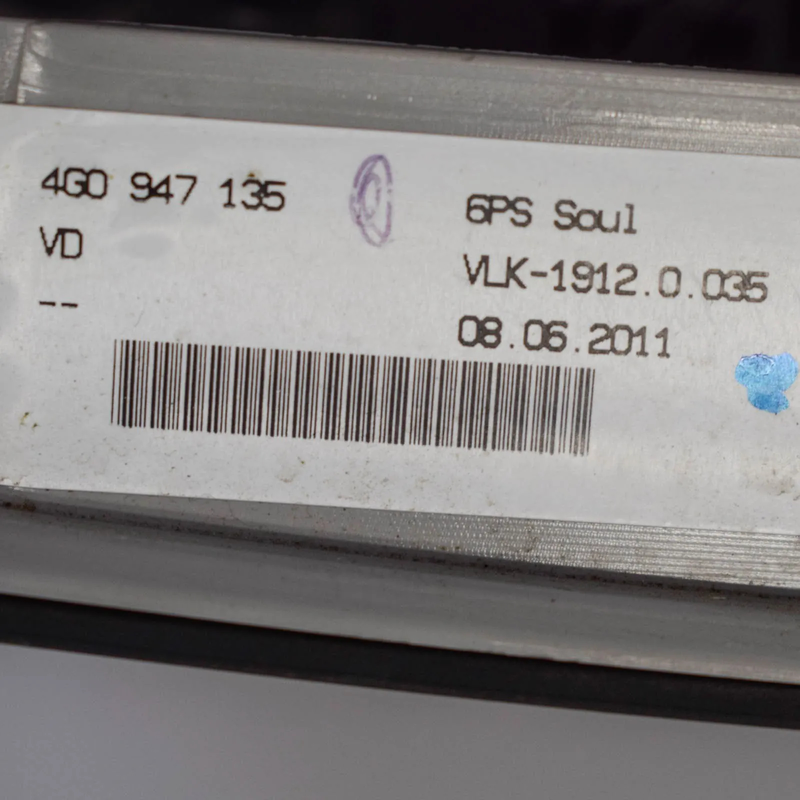 4G0 947 135
VD
--
6PS Soul
VLK-1912.0.035
08.06.2011